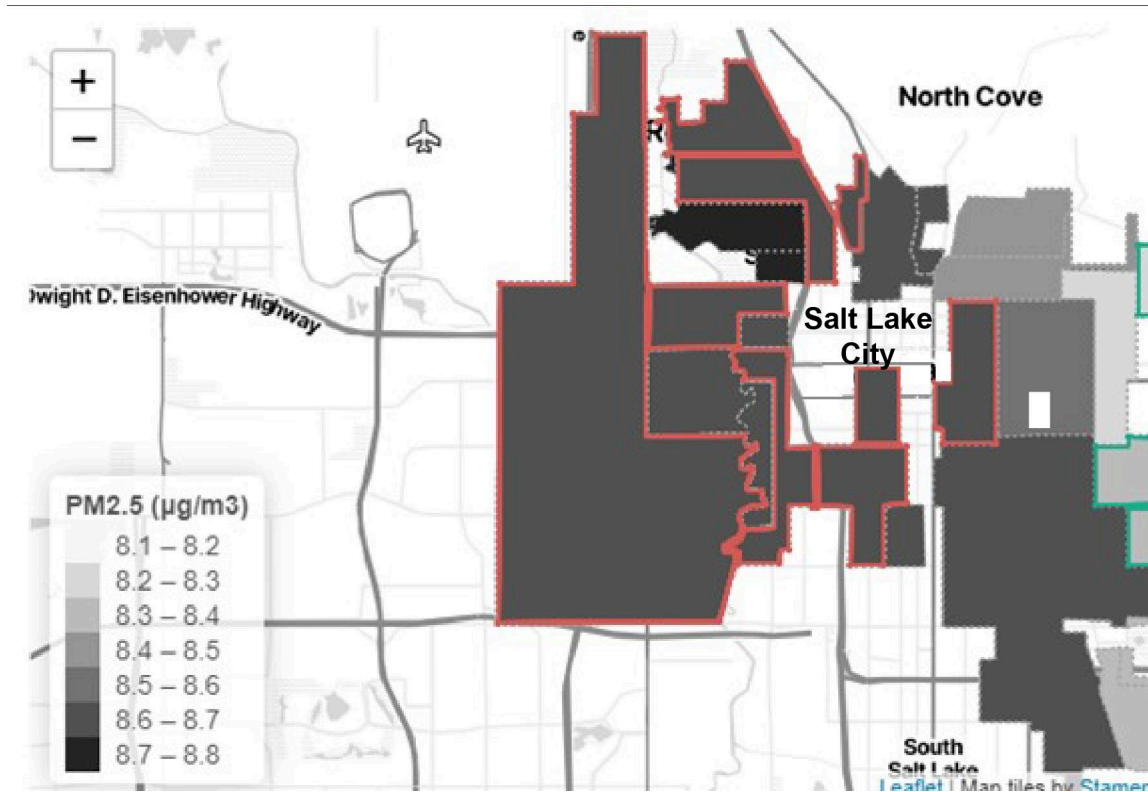 +
−
North Cove
Dwight D. Eisenhower Highway
Salt Lake
City
PM2.5 (µg/m3)
8.1 – 8.2
8.2 – 8.3
8.3 – 8.4
8.4 – 8.5
8.5 – 8.6
8.6 – 8.7
8.7 – 8.8
South
Salt Lake
Leaflet | Map tiles by Stamen